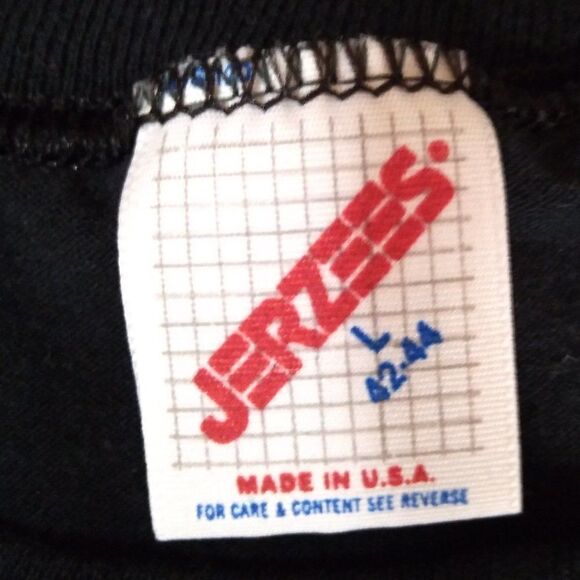 JERZEES.
L
42-44
MADE IN U.S.A.
FOR CARE & CONTENT SEE REVERSE